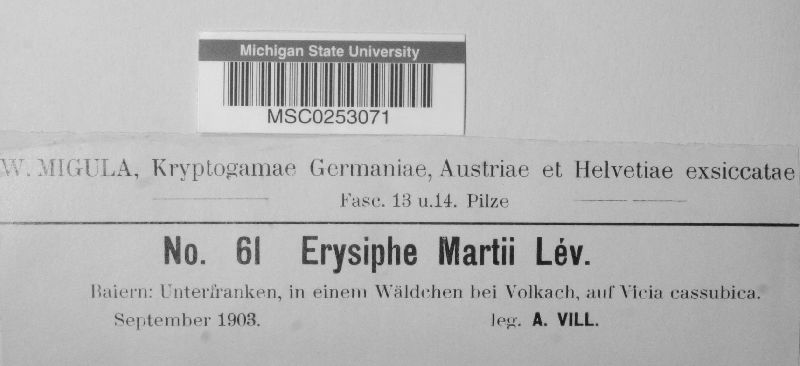 Michigan State University
MSC0253071
W. MIGULA, Kryptogamae Germaniae, Austriae et Helvetiae exsiccatae
Fasc. 13 u.14. Pilze
No. 61 Erysiphe Martii Lév.
Baiern: Unterfranken, in einem Wäldchen bei Volkach, auf Vicia cassubica.
September 1903. leg. A. VILL.